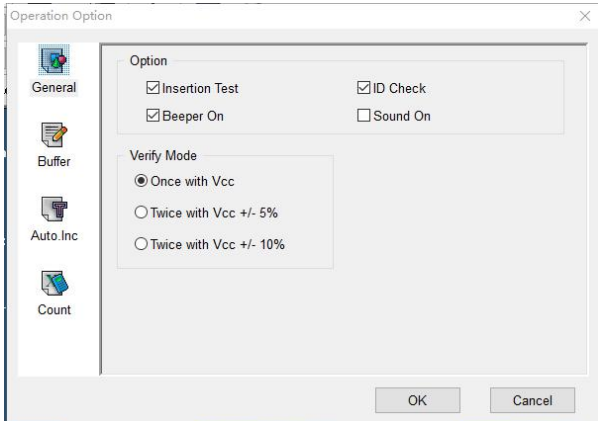 Operation Option
General
Buffer
Auto.Inc
Count
Option
Insertion Test
ID Check
Beeper On
Sound On
Verify Mode
Once with Vcc
Twice with Vcc +/- 5%
Twice with Vcc +/- 10%
OK
Cancel